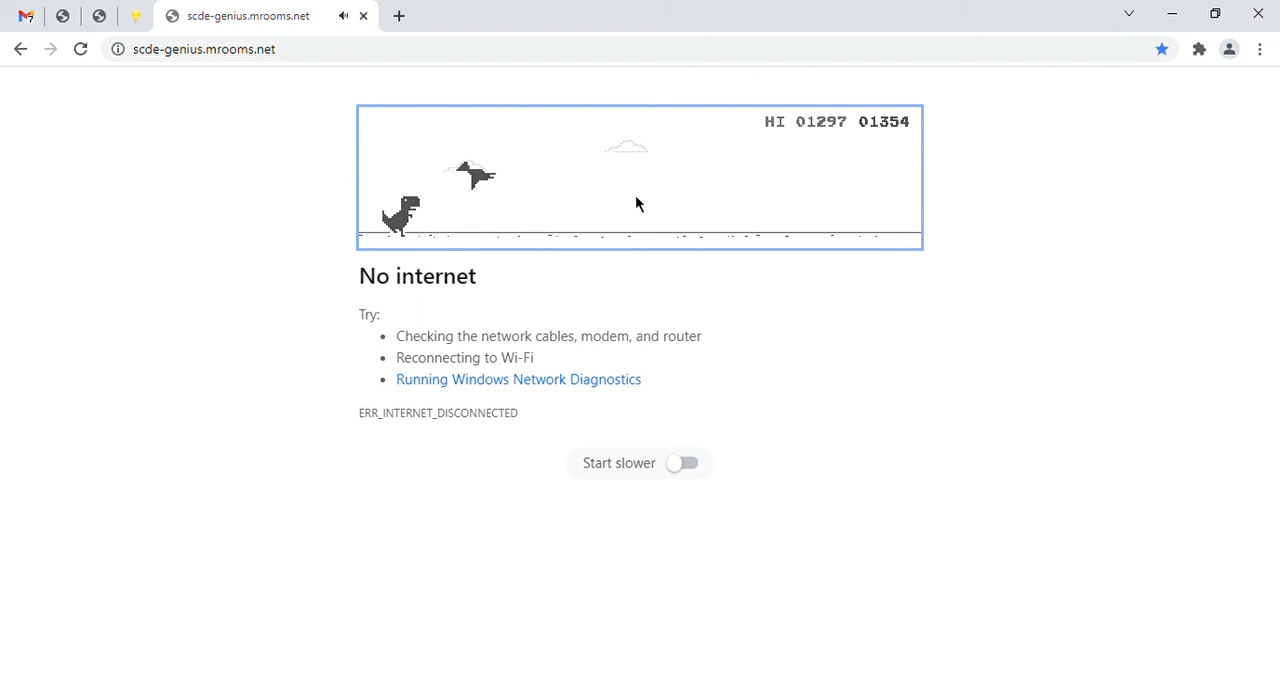 scde-genius.mrooms.net
scde-genius.mrooms.net
HI 01297 01354
No internet
Try:
Checking the network cables, modem, and router
Reconnecting to Wi-Fi
Running Windows Network Diagnostics
ERR_INTERNET_DISCONNECTED
Start slower